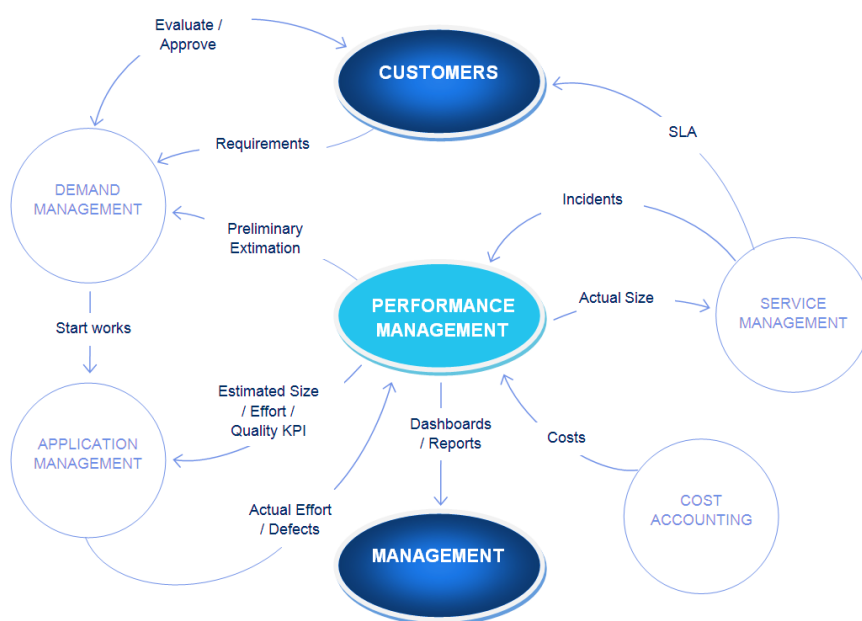 Evaluate /
Approve
CUSTOMERS
SLA
Requirements
DEMAND
MANAGEMENT
Incidents
Preliminary
Extimation
PERFORMANCE
MANAGEMENT
Actual Size
SERVICE
MANAGEMENT
Start works
Estimated Size
/ Effort /
Quality KPI
Dashboards
/ Reports
Costs
APPLICATION
MANAGEMENT
Actual Effort
/ Defects
COST
ACCOUNTING
MANAGEMENT